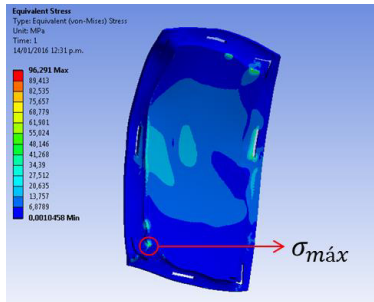 Equivalent Stress
Type: Equivalent (von-Mises) Stress
Unit: MPa
Time: 1
14/01/2016 12:31 p.m.
96,291 Max
89,413
82,535
75,657
68,779
61,901
55,024
48,146
41,268
34,39
27,512
20,635
13,757
6,8789
0,0010458 Min
σmáx